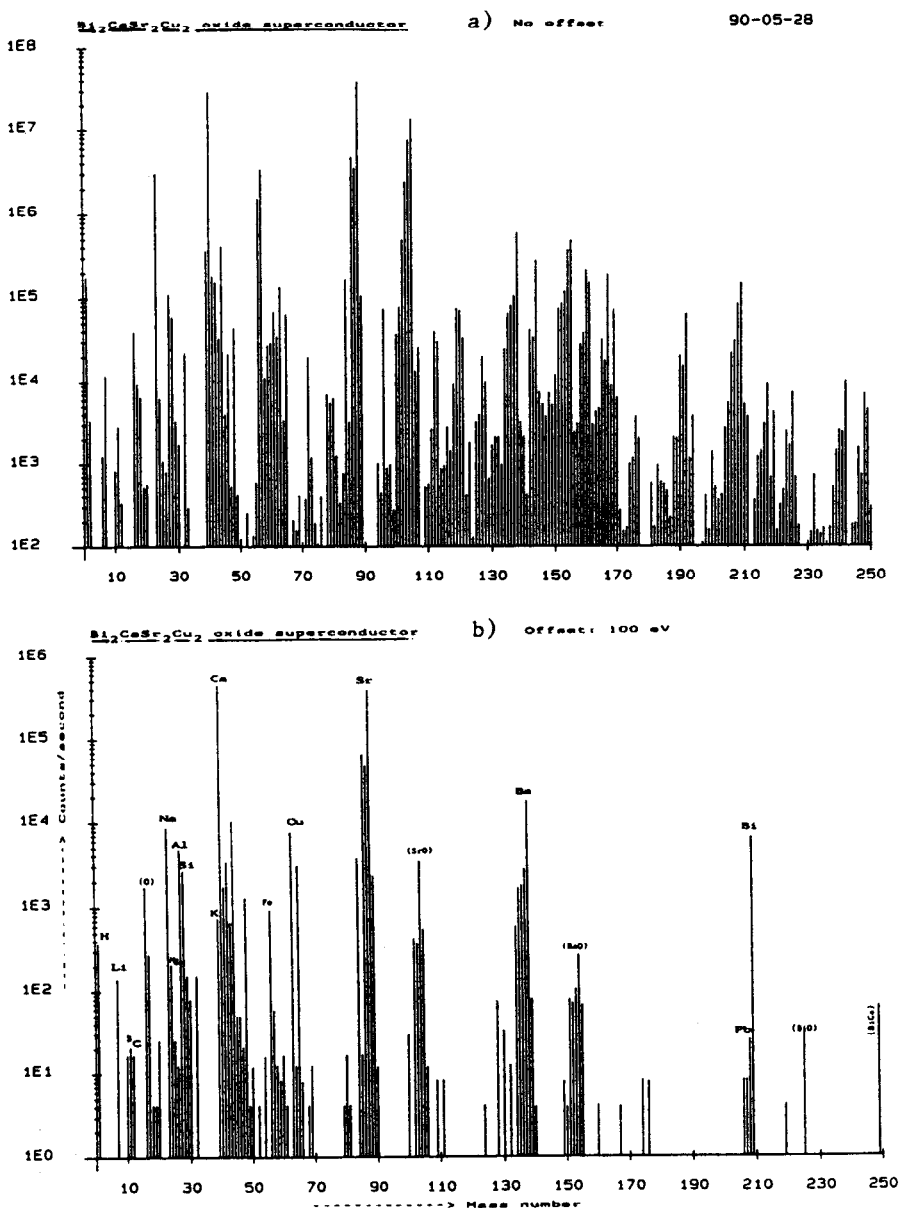 Bi₂CaSr₂Cu₂ oxide superconductor a) No offset 90-05-28
1E8
1E7
1E6
1E5
1E4
1E3
1E2
10 30 50 70 90 110 130 150 170 190 210 230 250
Bi₂CaSr₂Cu₂ oxide superconductor b) Offset: 100 eV
1E6
1E5
1E4
1E3
1E2
1E1
1E0
--------> Counts/second
H
Li
B
C
(O)
Na
Mg
Al
Si
K
Ca
Fe
Cu
Sr
(SrO)
Ba
(BaO)
Pb
Bi
(BiO)
(BiCa)
10 30 50 70 90 110 130 150 170 190 210 230 250
--------------> Mass number